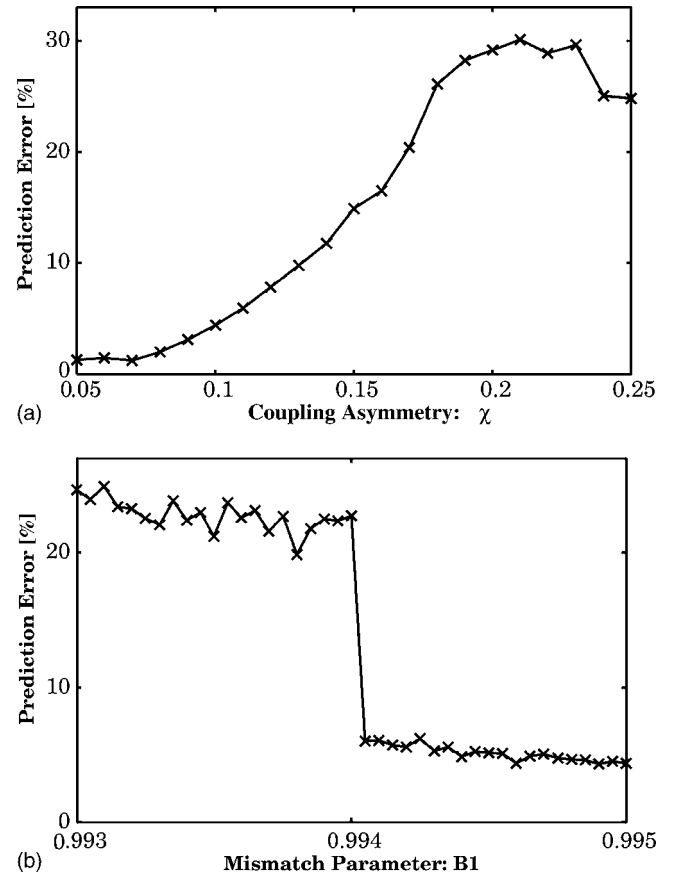 30
20
10
0
Prediction Error [%]
0.05 0.1 0.15 0.2 0.25
(a) Coupling Asymmetry: χ
20
10
0
Prediction Error [%]
0.993 0.994 0.995
(b) Mismatch Parameter: B1